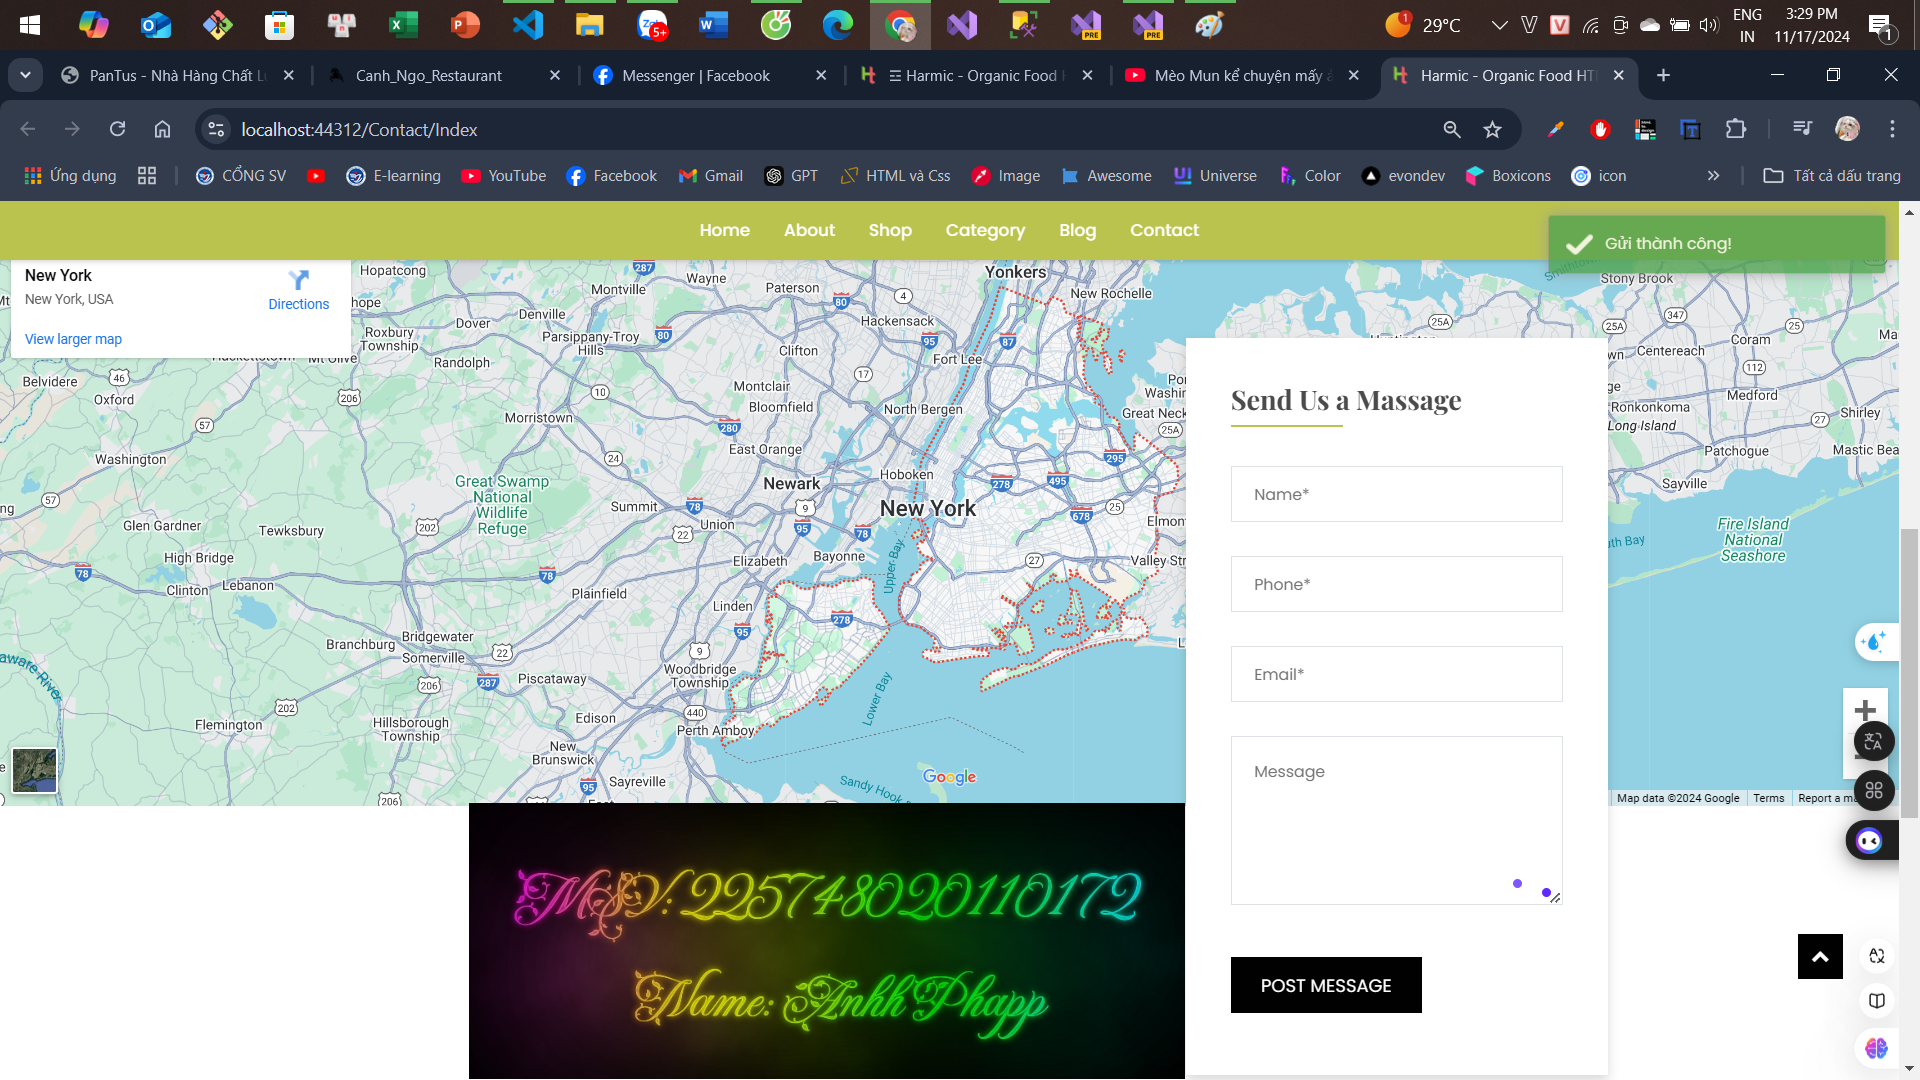 29°C
ENG
IN
3:29 PM
11/17/2024
1
5+
PRE
PRE
PanTus - Nhà Hàng Chất L
Canh_Ngo_Restaurant
Messenger | Facebook
Harmic - Organic Food
Mèo Mun kể chuyện mấy
Harmic - Organic Food HT
localhost:44312/Contact/Index
Ứng dụng
CỔNG SV
E-learning
YouTube
Facebook
Gmail
GPT
HTML và Css
Image
Awesome
Universe
Color
evondev
Boxicons
icon
Tất cả dấu trang
Home
About
Shop
Category
Blog
Contact
Gửi thành công!
New York
New York, USA
Directions
View larger map
Hopatcong
Wayne
Paterson
Yonkers
New Rochelle
Stony Brook
Montville
Denville
Dover
Roxbury
Township
Parsippany-Troy
Hills
Hackensack
Randolph
Clifton
Fort Lee
Centereach
Coram
Belvidere
Oxford
Montclair
Bloomfield
North Bergen
Great Neck
Medford
Ronkonkoma
Long Island
Shirley
Morristown
East Orange
Patchogue
Mastic Bea
Washington
Hoboken
Newark
Sayville
Great Swamp
National
Wildlife
Refuge
New York
Summit
Union
Glen Gardner
Tewksbury
Elmon
Fire Island
National
Seashore
High Bridge
Elizabeth
Bayonne
Upper Bay
Valley Str
Clinton
Lebanon
Plainfield
Linden
Branchburg
Bridgewater
Somerville
Woodbridge
Township
Piscataway
Lower Bay
Flemington
Hillsborough
Township
Edison
Perth Amboy
New
Brunswick
Sayreville
Sandy Hook
Google
Map data ©2024 Google
Terms
Report a ma
Send Us a Massage
Name*
Phone*
Email*
Message
POST MESSAGE
MSV: 225748020110172
Name: AnhhPhapp